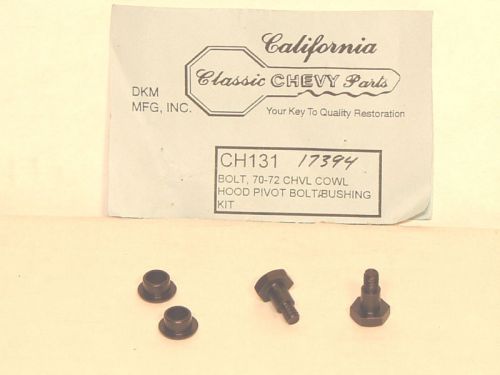 California
Classic CHEVY Parts
DKM
MFG, INC.
Your Key To Quality Restoration
CH131 17394
BOLT, 70-72 CHVL COWL
HOOD PIVOT BOLT/BUSHING
KIT